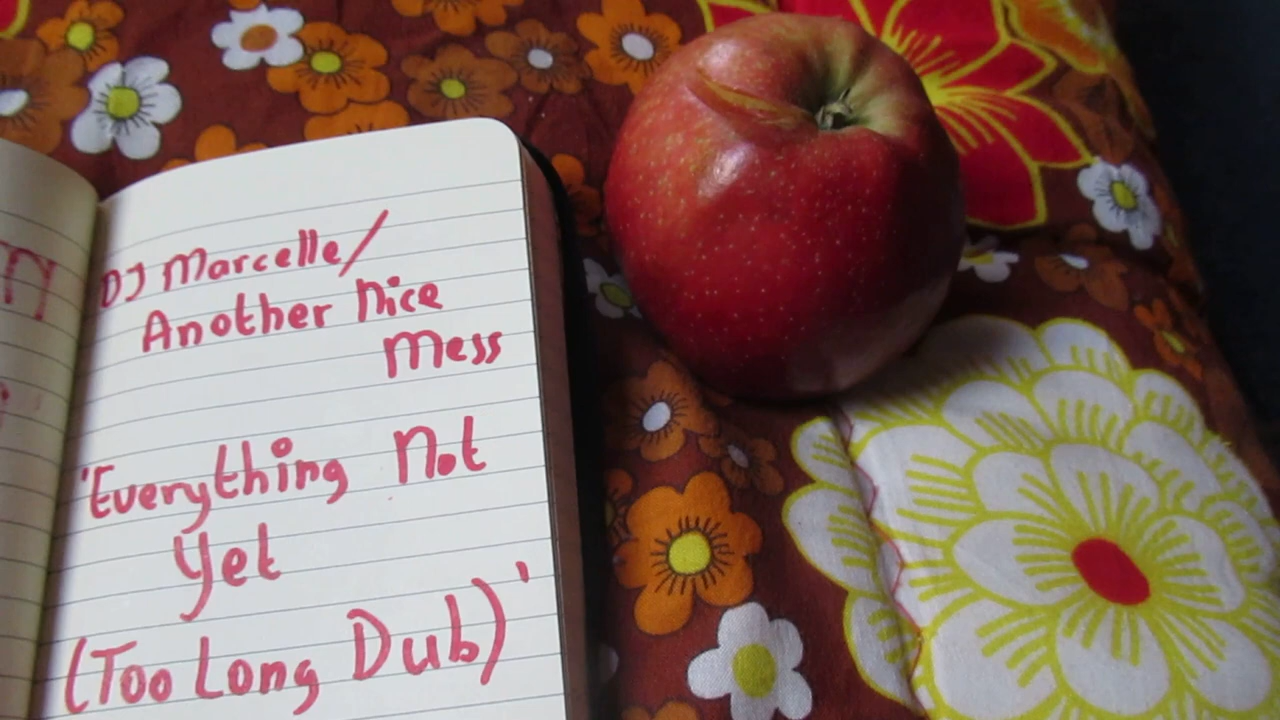 DJ Marcelle/
Another Nice
Mess
'Everything Not
Yet
(Too Long Dub)'